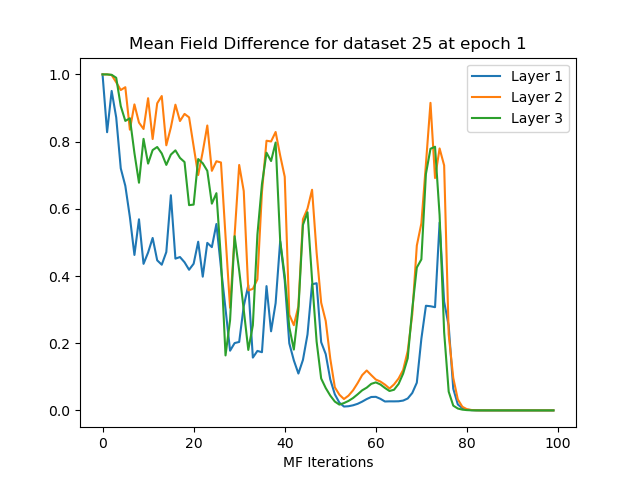 Mean Field Difference for dataset 25 at epoch 1
Layer 1
Layer 2
Layer 3
1.0
0.8
0.6
0.4
0.2
0.0
0 20 40 60 80 100
MF Iterations